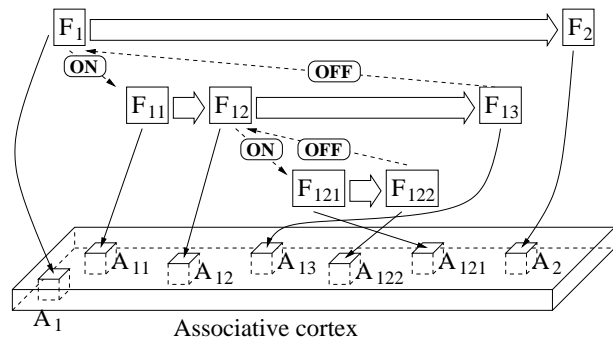 F1 F2
ON
OFF
F11 F12 F13
ON
OFF
F121 F122
A11 A12 A13 A122 A121 A2
A1
Associative cortex